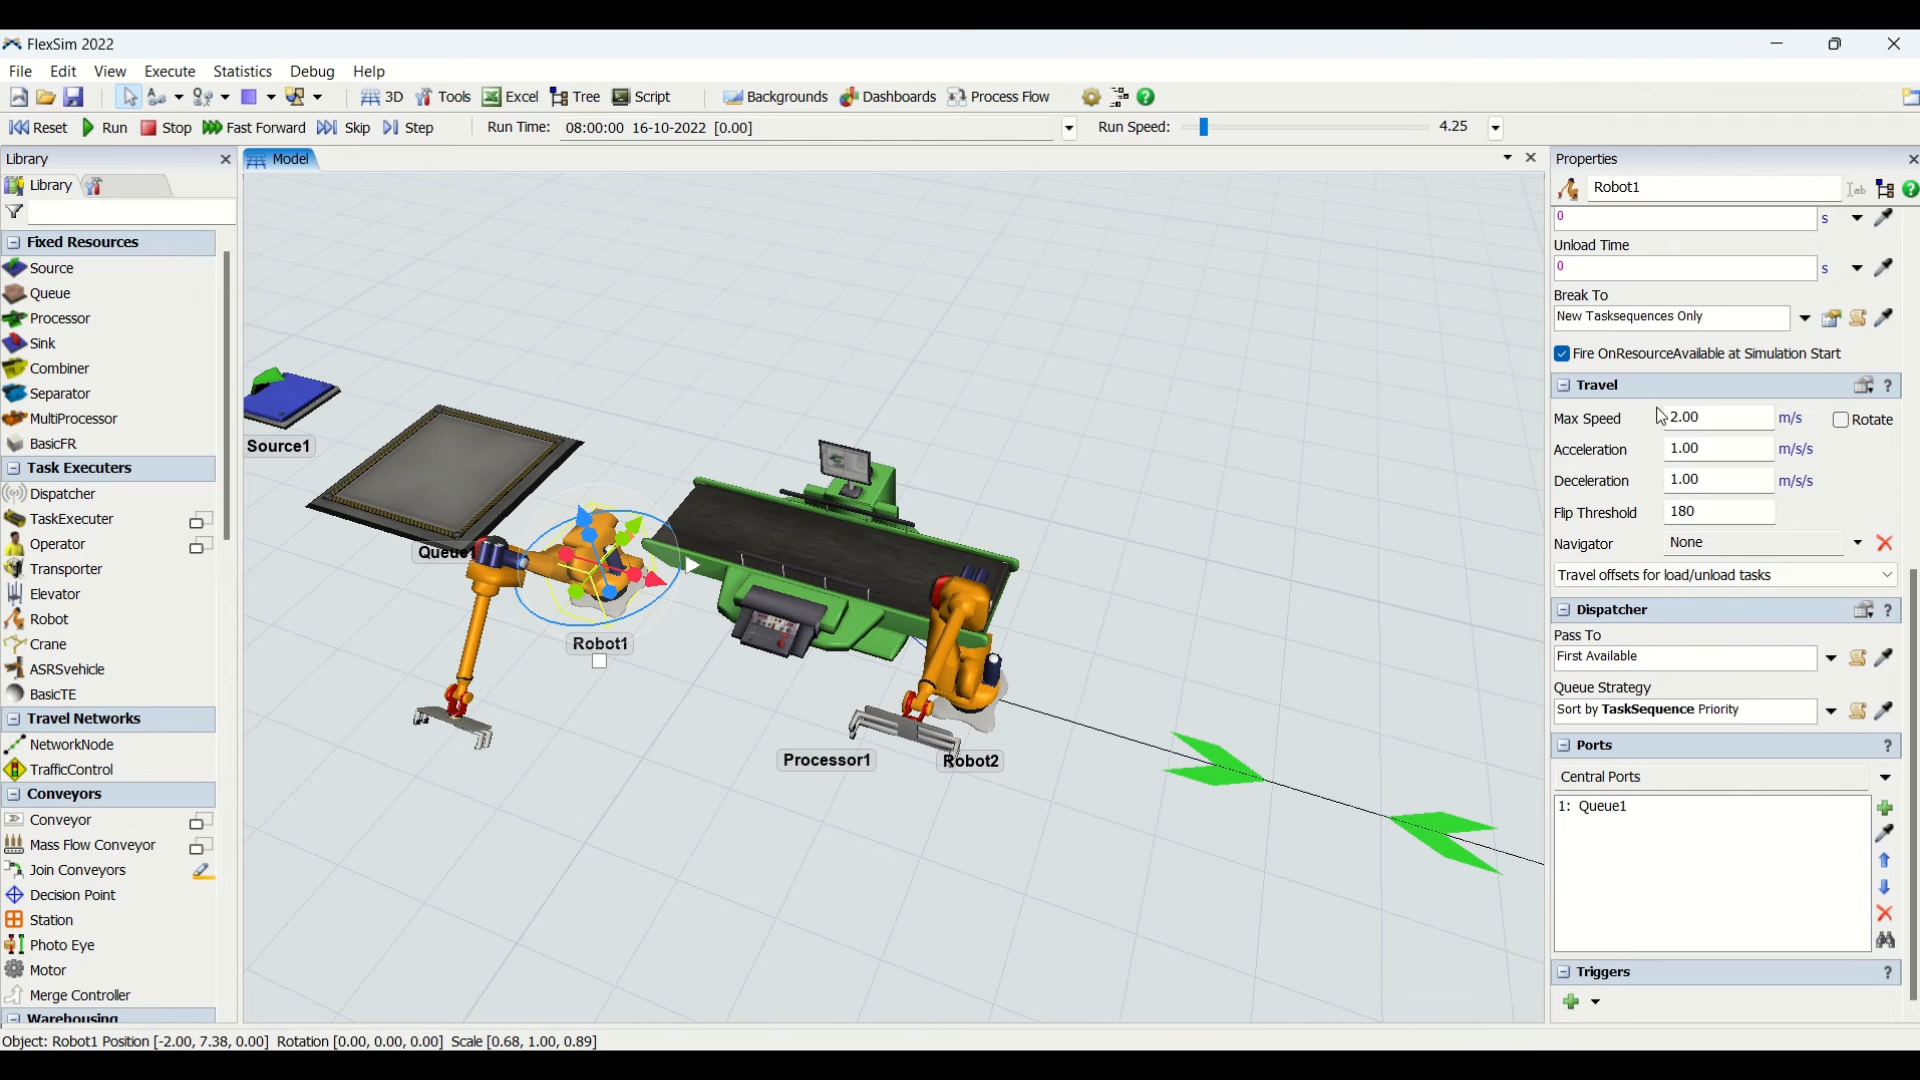 FlexSim 2022
File Edit View Execute Statistics Debug Help
3D Tools Excel Tree Script Backgrounds Dashboards Process Flow
Reset Run Stop Fast Forward Skip Step Run Time: 08:00:00 16-10-2022 [0.00] Run Speed: 4.25
Library
Library
Fixed Resources
Source
Queue
Processor
Sink
Combiner
Separator
MultiProcessor
BasicFR
Task Executers
Dispatcher
TaskExecuter
Operator
Transporter
Elevator
Robot
Crane
ASRSvehicle
BasicTE
Travel Networks
NetworkNode
TrafficControl
Conveyors
Conveyor
Mass Flow Conveyor
Join Conveyors
Decision Point
Station
Photo Eye
Motor
Merge Controller
Warehousing
Model
Source1
Queue1
Robot1
Processor1
Robot2
Properties
Robot1
0 s
Unload Time
0 s
Break To
New Tasksequences Only
Fire OnResourceAvailable at Simulation Start
Travel ?
Max Speed 2.00 m/s Rotate
Acceleration 1.00 m/s/s
Deceleration 1.00 m/s/s
Flip Threshold 180
Navigator None
Travel offsets for load/unload tasks
Dispatcher ?
Pass To
First Available
Queue Strategy
Sort by TaskSequence Priority
Ports ?
Central Ports
1: Queue1
Triggers ?
Object: Robot1 Position [-2.00, 7.38, 0.00] Rotation [0.00, 0.00, 0.00] Scale [0.68, 1.00, 0.89]